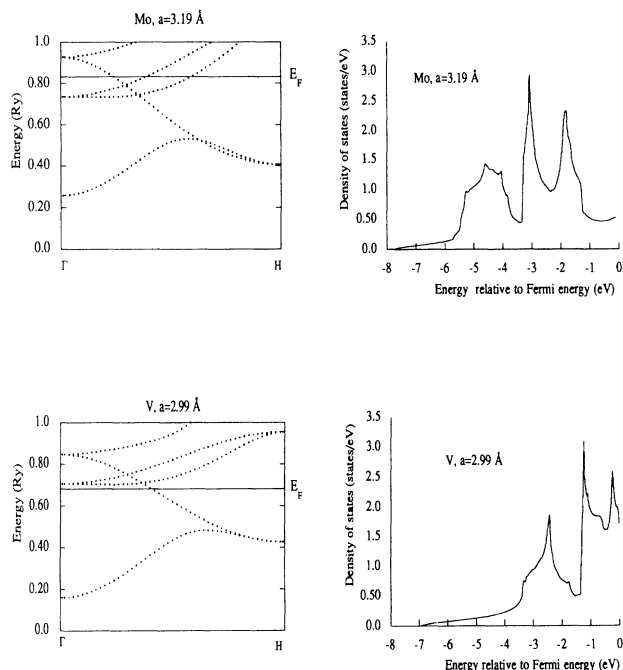 Mo, a=3.19 Å
1.0
0.80
0.60
0.40
0.20
0.0
Energy (Ry)
E_F
Γ
H
3.5
3.0
2.5
2.0
1.5
1.0
0.50
0.0
Density of states (states/eV)
Mo, a=3.19 Å
-8 -7 -6 -5 -4 -3 -2 -1 0
Energy relative to Fermi energy (eV)
V, a=2.99 Å
1.0
0.80
0.60
0.40
0.20
0.0
Energy (Ry)
E_F
Γ
H
3.5
3.0
2.5
2.0
1.5
1.0
0.50
0.0
Density of states (states/eV)
V, a=2.99 Å
-8 -7 -6 -5 -4 -3 -2 -1 0
Energy relative to Fermi energy (eV)